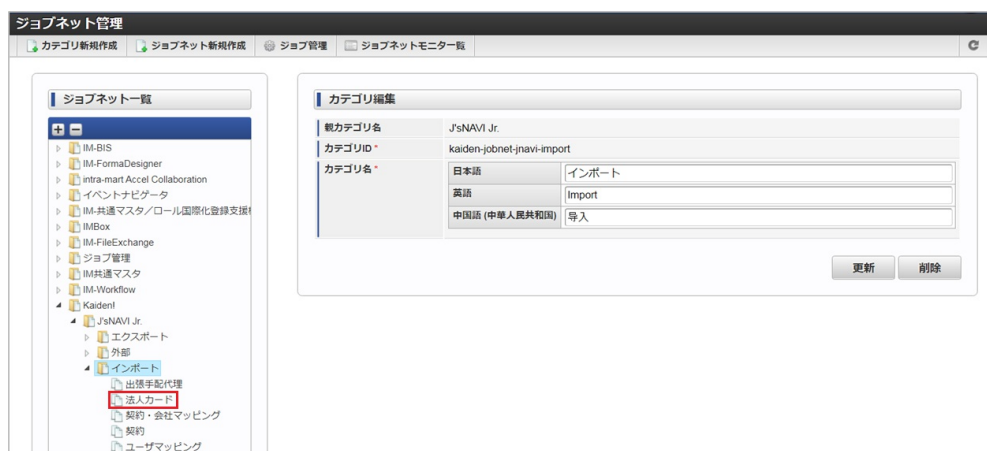 ジョブネット管理
カテゴリ新規作成 ジョブネット新規作成 ジョブ管理 ジョブネットモニタ一覧
ジョブネット一覧
IM-BIS
IM-FormaDesigner
intra-mart Accel Collaboration
イベントナビゲータ
IM-共通マスタ／ロール国際化登録支援
IMBox
IM-FileExchange
ジョブ管理
IM共通マスタ
IM-Workflow
Kaiden!
J'sNAVI Jr.
エクスポート
外部
インポート
出張手配代理
法人カード
契約・会社マッピング
契約
ユーザマッピング
カテゴリ編集
親カテゴリ名 J'sNAVI Jr.
カテゴリID * kaiden-jobnet-jnavi-import
カテゴリ名 * 日本語 インポート
英語 Import
中国語 (中華人民共和国) 导入
更新 削除